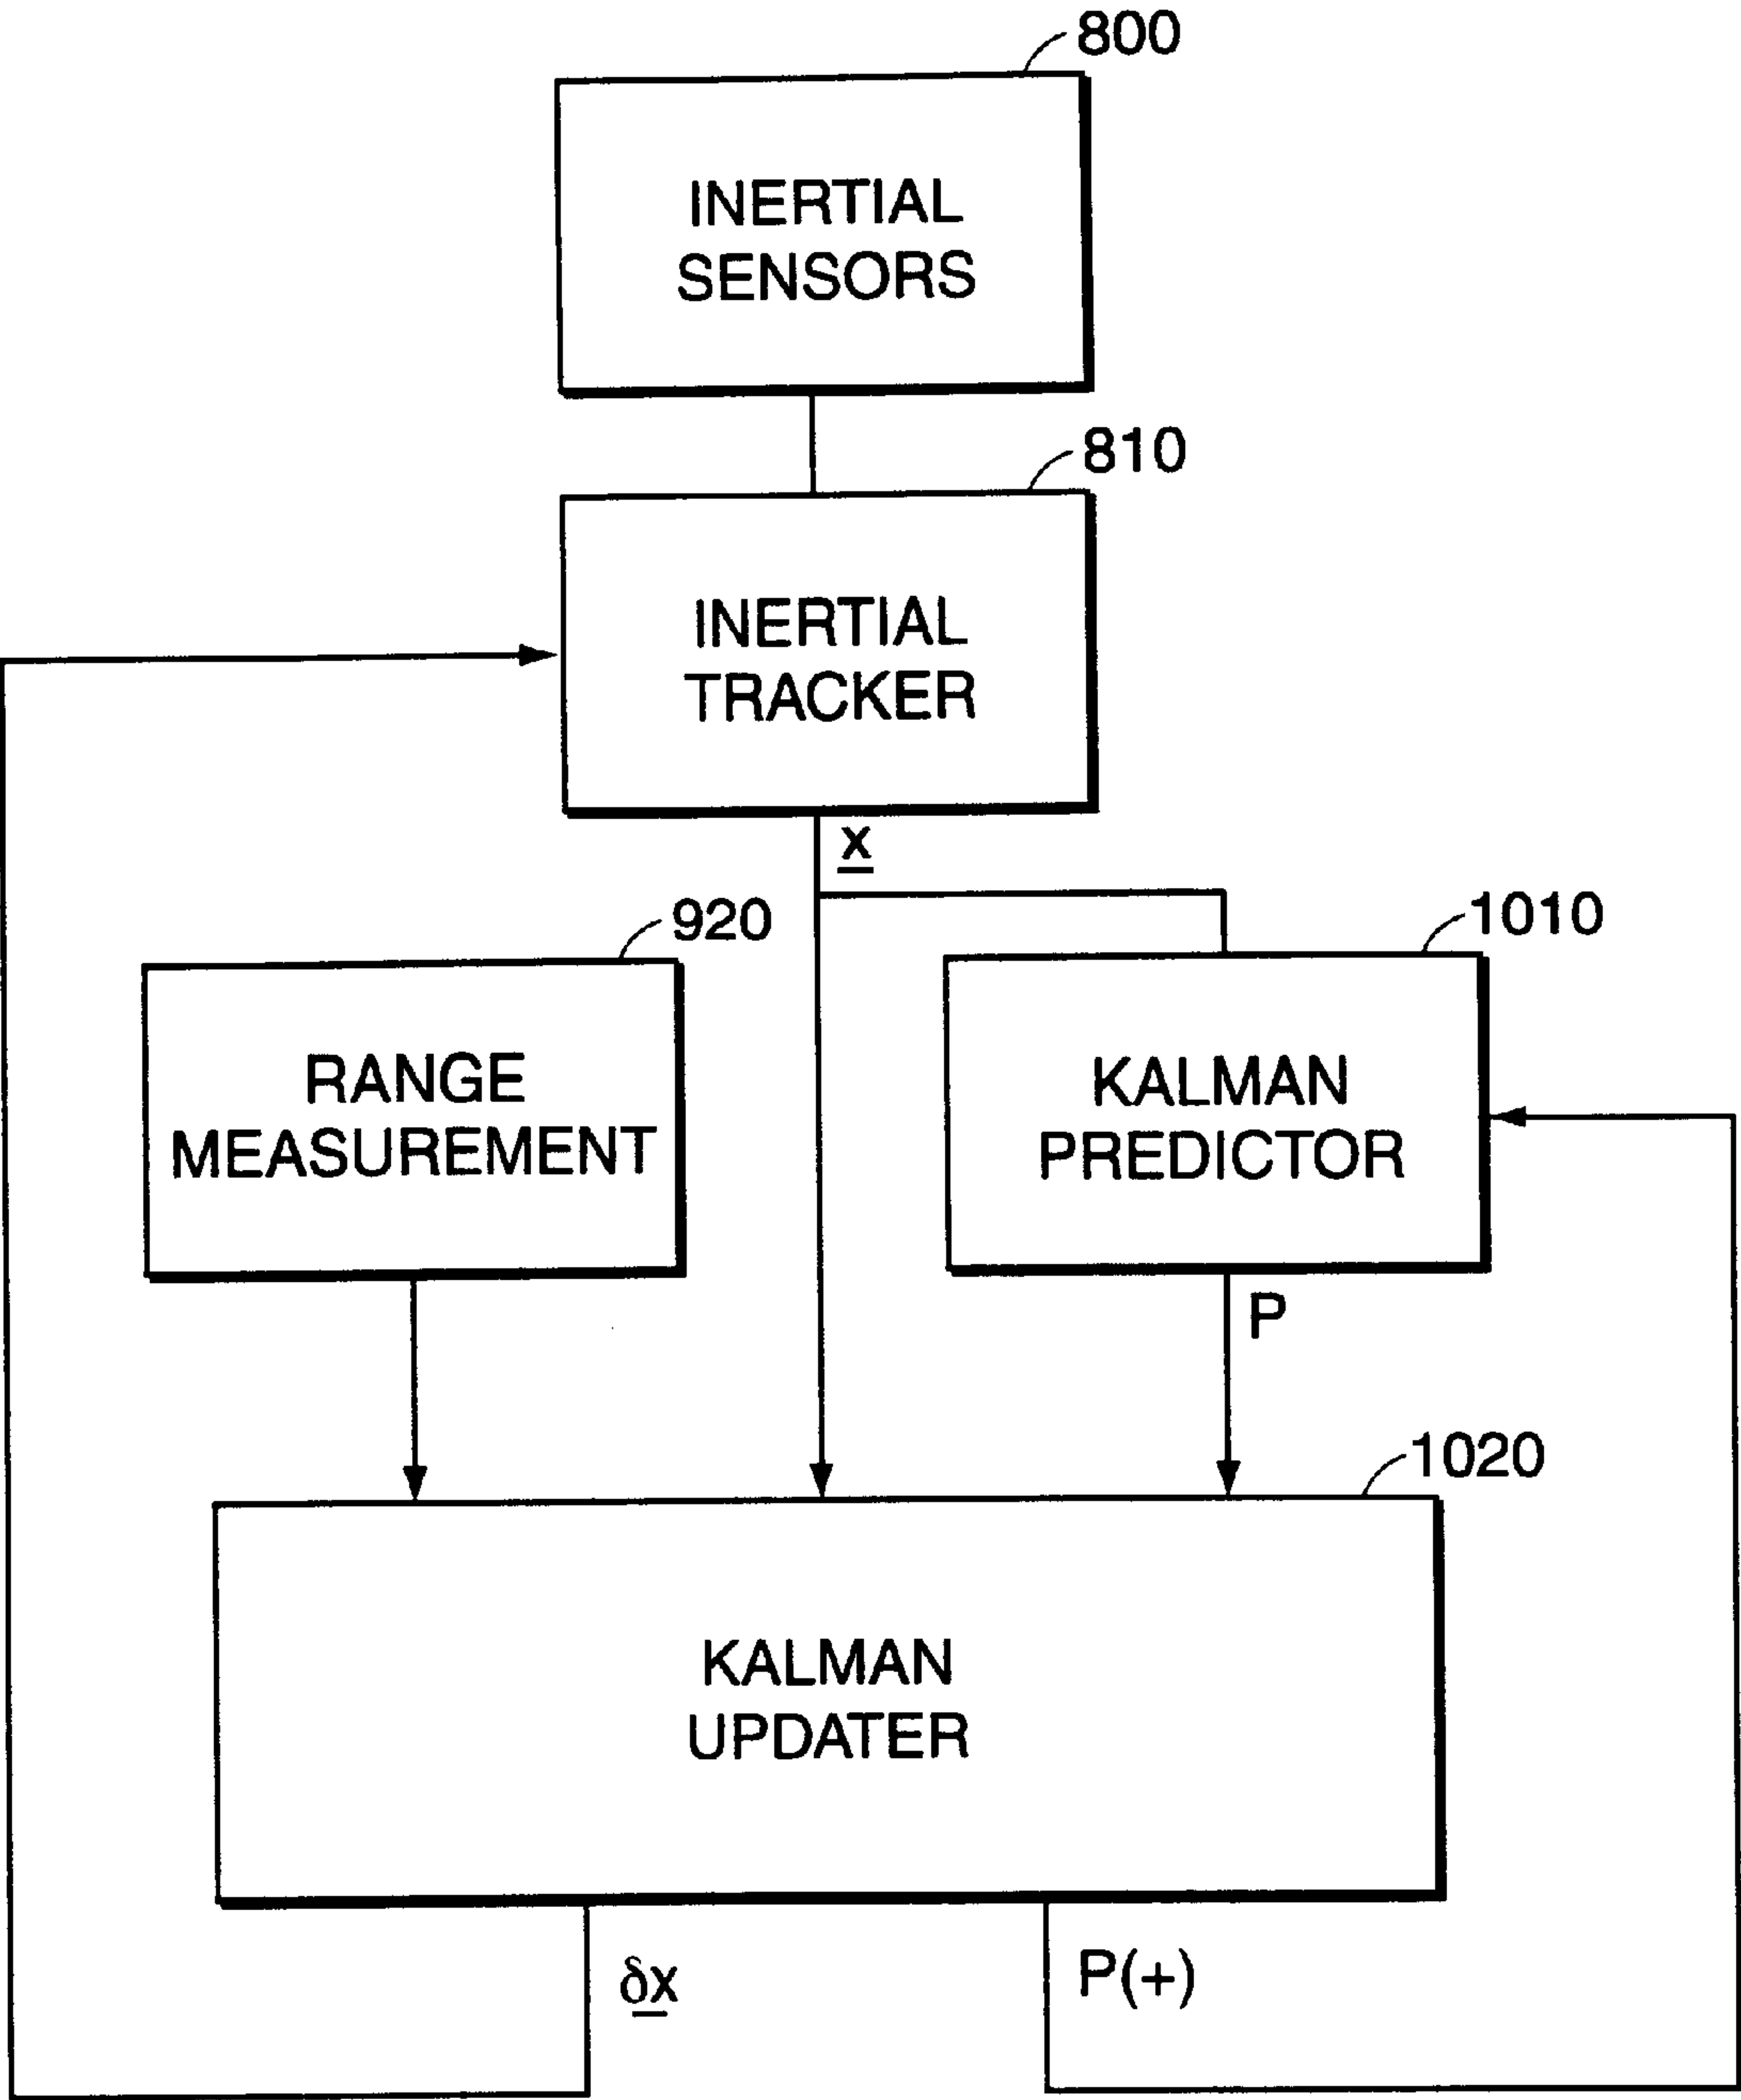 800
INERTIAL
SENSORS
810
INERTIAL
TRACKER
x
920
RANGE
MEASUREMENT
1010
KALMAN
PREDICTOR
P
1020
KALMAN
UPDATER
δx
P(+)